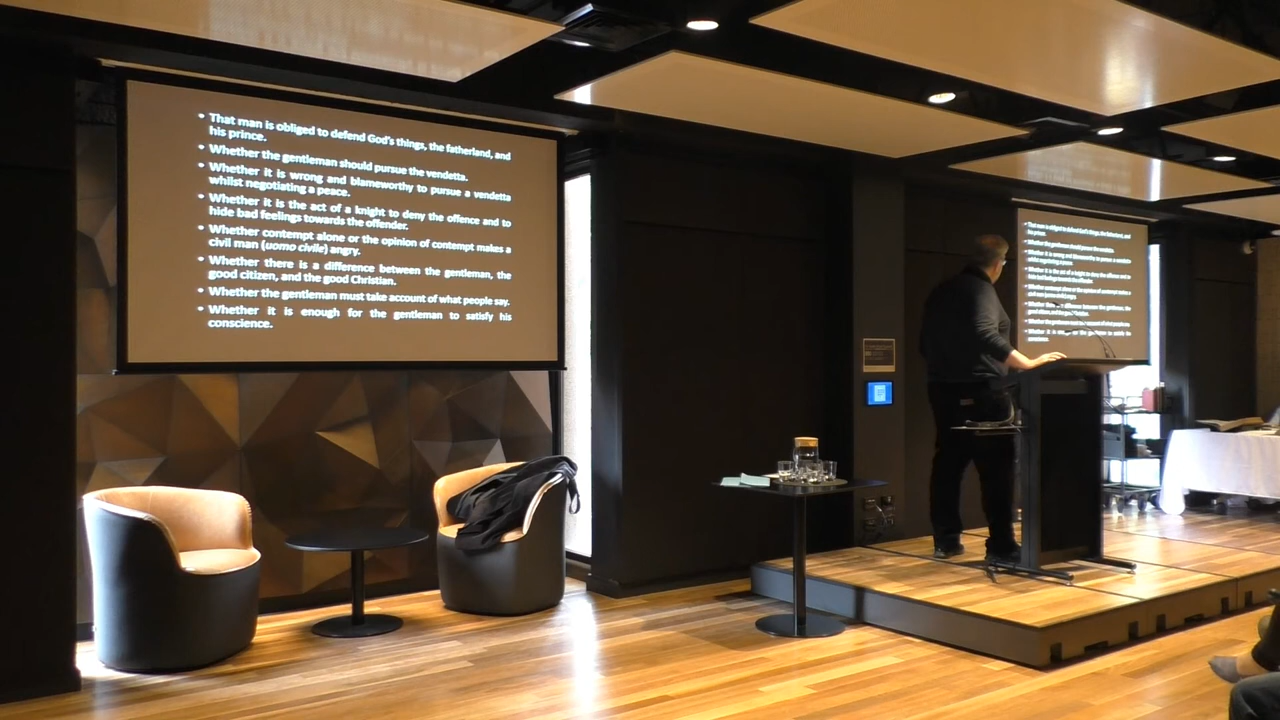 • That man is obliged to defend God's things, the fatherland, and
his prince.
• Whether the gentleman should pursue the vendetta.
• Whether it is wrong and blameworthy to pursue a vendetta
whilst negotiating a peace.
• Whether it is the act of a knight to deny the offence and to
hide bad feelings towards the offender.
• Whether contempt alone or the opinion of contempt makes a
civil man (uomo civile) angry.
• Whether there is a difference between the gentleman, the
good citizen, and the good Christian.
• Whether the gentleman must take account of what people say.
• Whether it is enough for the gentleman to satisfy his
conscience.